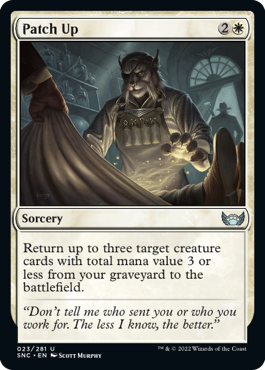 Patch Up 2
Sorcery
Return up to three target creature
cards with total mana value 3 or
less from your graveyard to the
battlefield.
“Don’t tell me who sent you or who you
work for. The less I know, the better.”
023/281 U
SNC • EN Scott Murphy
™ & © 2022 Wizards of the Coast